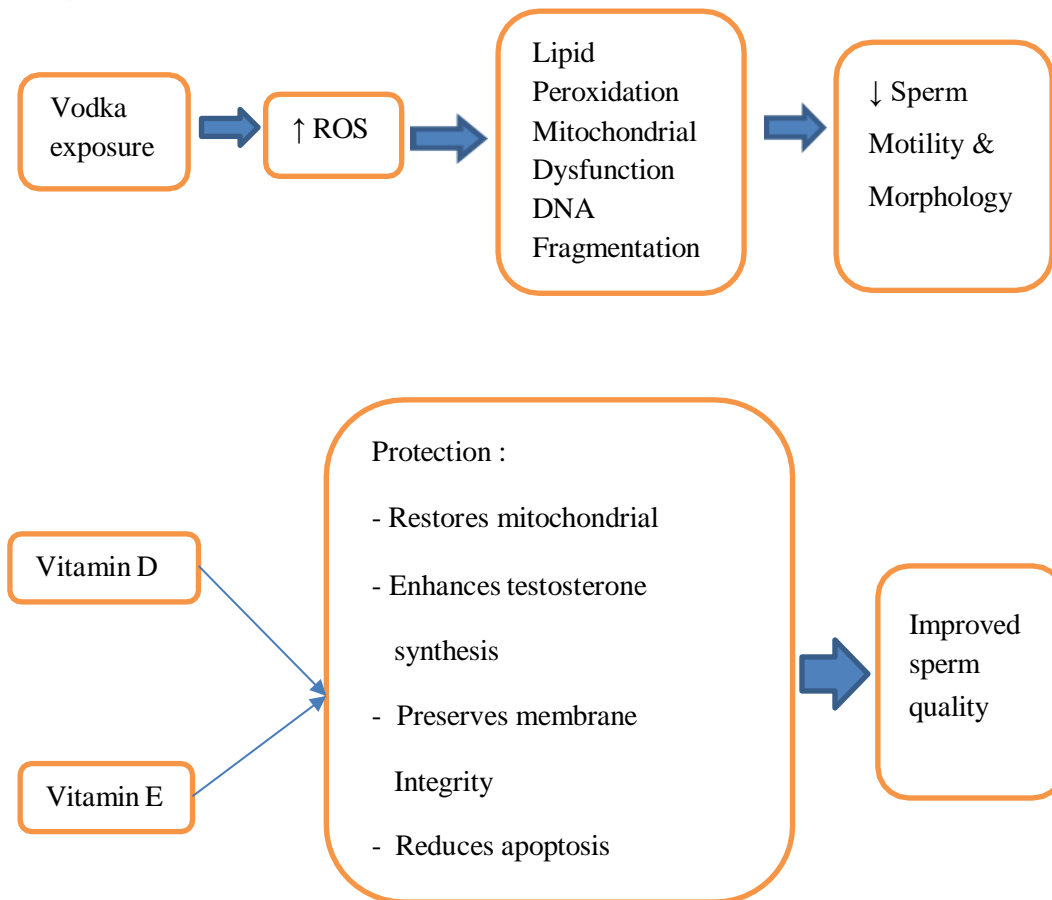 Vodka
exposure
↑ ROS
Lipid
Peroxidation
Mitochondrial
Dysfunction
DNA
Fragmentation
↓ Sperm
Motility &
Morphology
Vitamin D
Vitamin E
Protection :
- Restores mitochondrial
- Enhances testosterone
synthesis
- Preserves membrane
Integrity
- Reduces apoptosis
Improved
sperm
quality